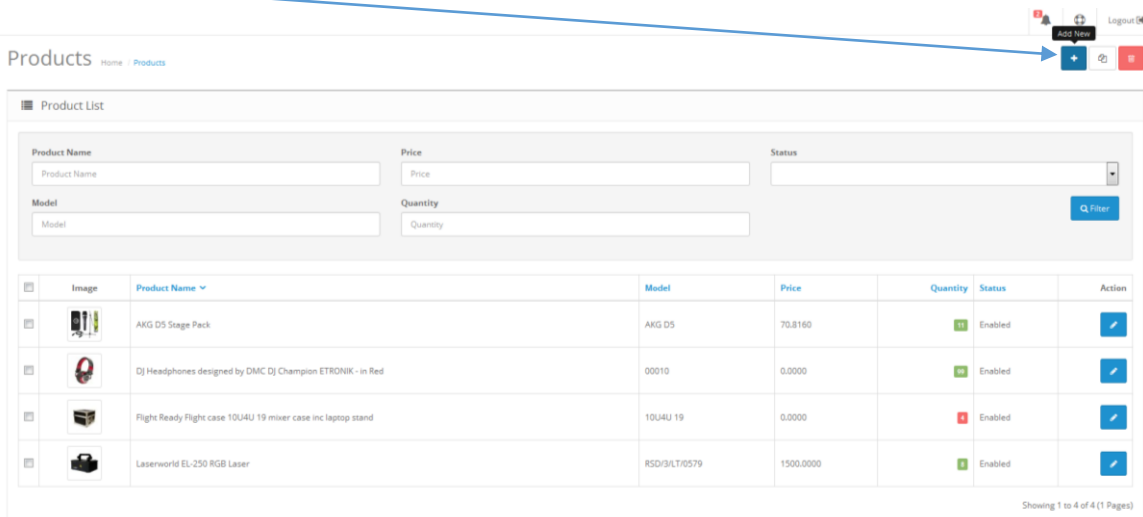 2
Logout
Add New
Products Home / Products
Product List
Product Name Price Status
Product Name Price
Model Quantity
Filter
Model Quantity
Image Product Name Model Price Quantity Status Action
AKG D5 Stage Pack AKG D5 70.8160 11 Enabled
DJ Headphones designed by DMC DJ Champion ETRONIK - in Red 00010 0.0000 Enabled
Flight Ready Flight case 10U4U 19 mixer case inc laptop stand 10U4U 19 0.0000 Enabled
Laserworld EL-250 RGB Laser RSD/3/LT/0579 1500.0000 Enabled
Showing 1 to 4 of 4 (1 Pages)